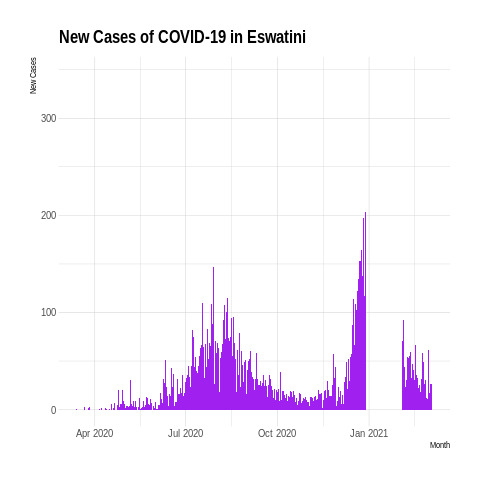 New Cases of COVID-19 in Eswatini
New Cases
300
200
100
0
Apr 2020 Jul 2020 Oct 2020 Jan 2021
Month